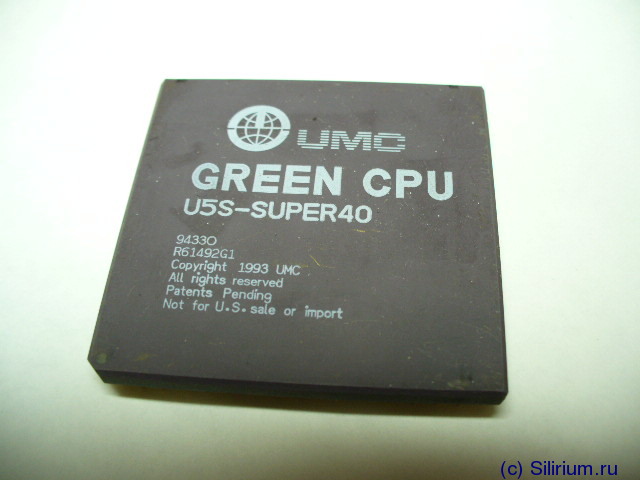 UMC
GREEN CPU
U5S-SUPER40
94330
R61492G1
Copyright 1993 UMC
All rights reserved
Patents Pending
Not for U.S. sale or import
(c) Silirium.ru